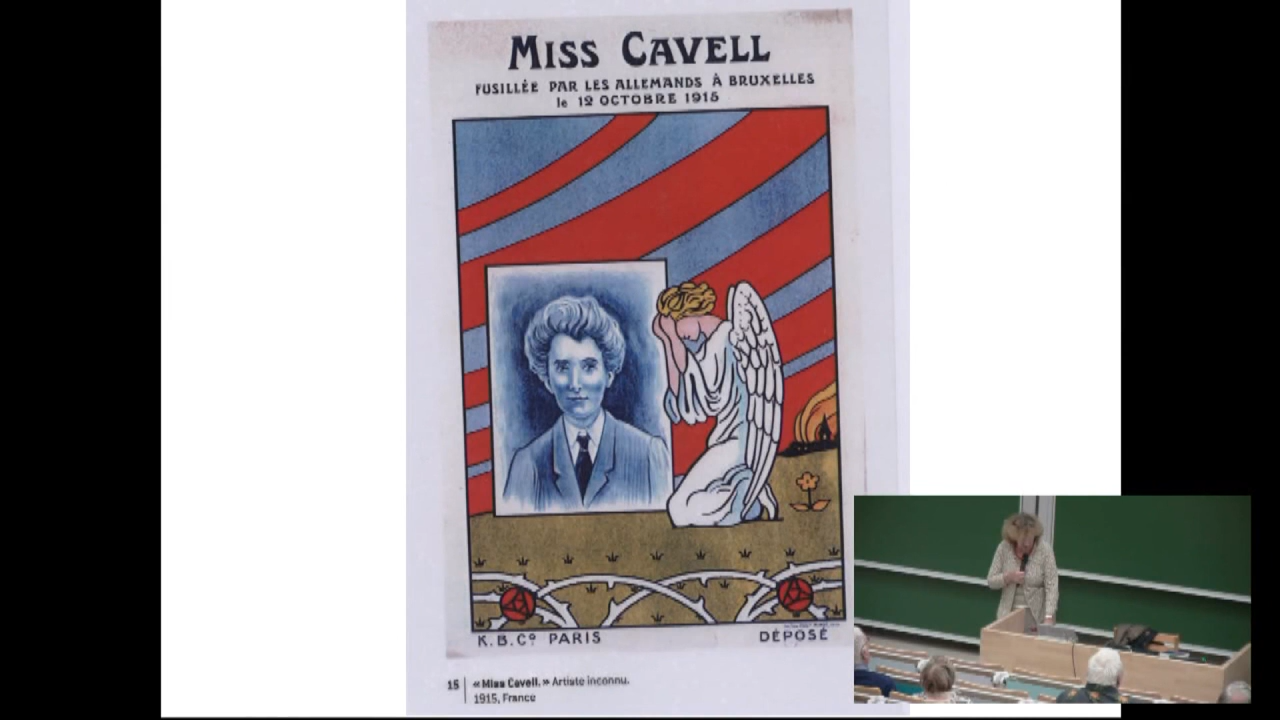 MISS CAVELL
FUSILLÉE PAR LES ALLEMANDS À BRUXELLES
le 12 OCTOBRE 1915
K.B. Cº PARIS
DÉPOSÉ
15 « Miss Cavell. » Artiste inconnu.
1915, France